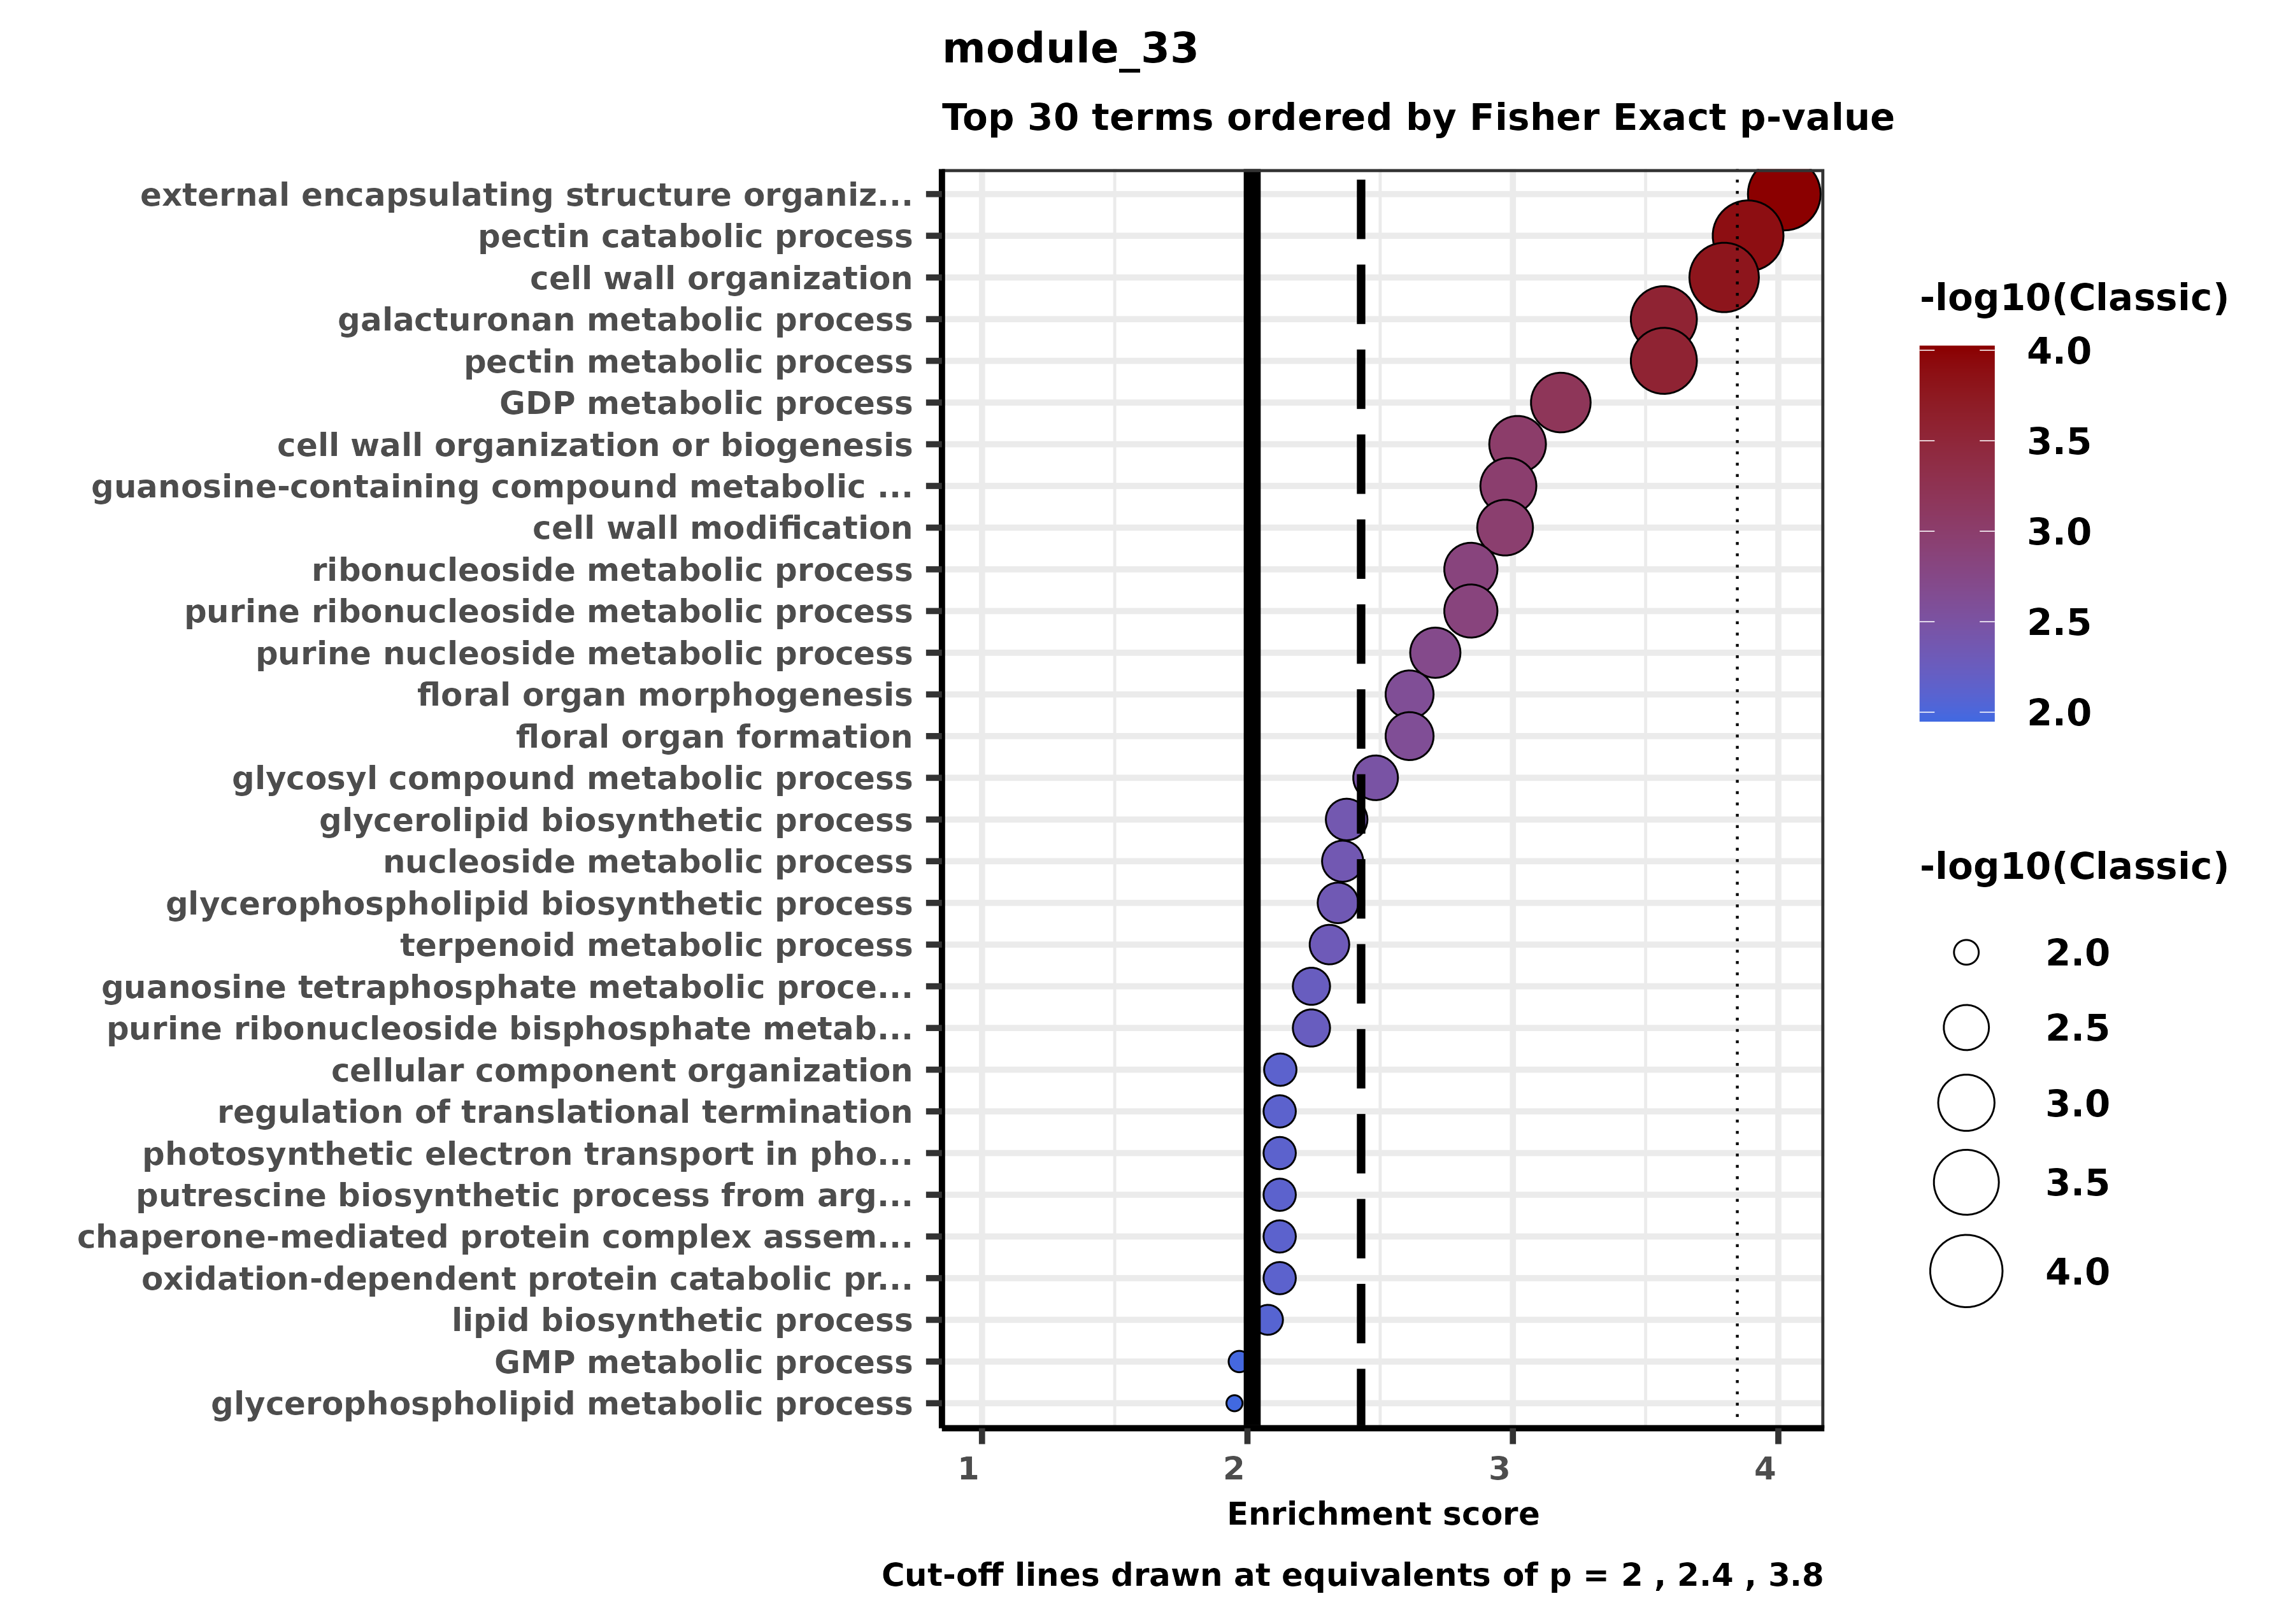 module_33
Top 30 terms ordered by Fisher Exact p-value
external encapsulating structure organiz...
pectin catabolic process
cell wall organization
galacturonan metabolic process
pectin metabolic process
GDP metabolic process
cell wall organization or biogenesis
guanosine-containing compound metabolic ...
cell wall modification
ribonucleoside metabolic process
purine ribonucleoside metabolic process
purine nucleoside metabolic process
floral organ morphogenesis
floral organ formation
glycosyl compound metabolic process
glycerolipid biosynthetic process
nucleoside metabolic process
glycerophospholipid biosynthetic process
terpenoid metabolic process
guanosine tetraphosphate metabolic proce...
purine ribonucleoside bisphosphate metab...
cellular component organization
regulation of translational termination
photosynthetic electron transport in pho...
putrescine biosynthetic process from arg...
chaperone-mediated protein complex assem...
oxidation-dependent protein catabolic pr...
lipid biosynthetic process
GMP metabolic process
glycerophospholipid metabolic process
1 2 3 4
Enrichment score
Cut-off lines drawn at equivalents of p = 2 , 2.4 , 3.8
-log10(Classic)
4.0
3.5
3.0
2.5
2.0
-log10(Classic)
2.0
2.5
3.0
3.5
4.0